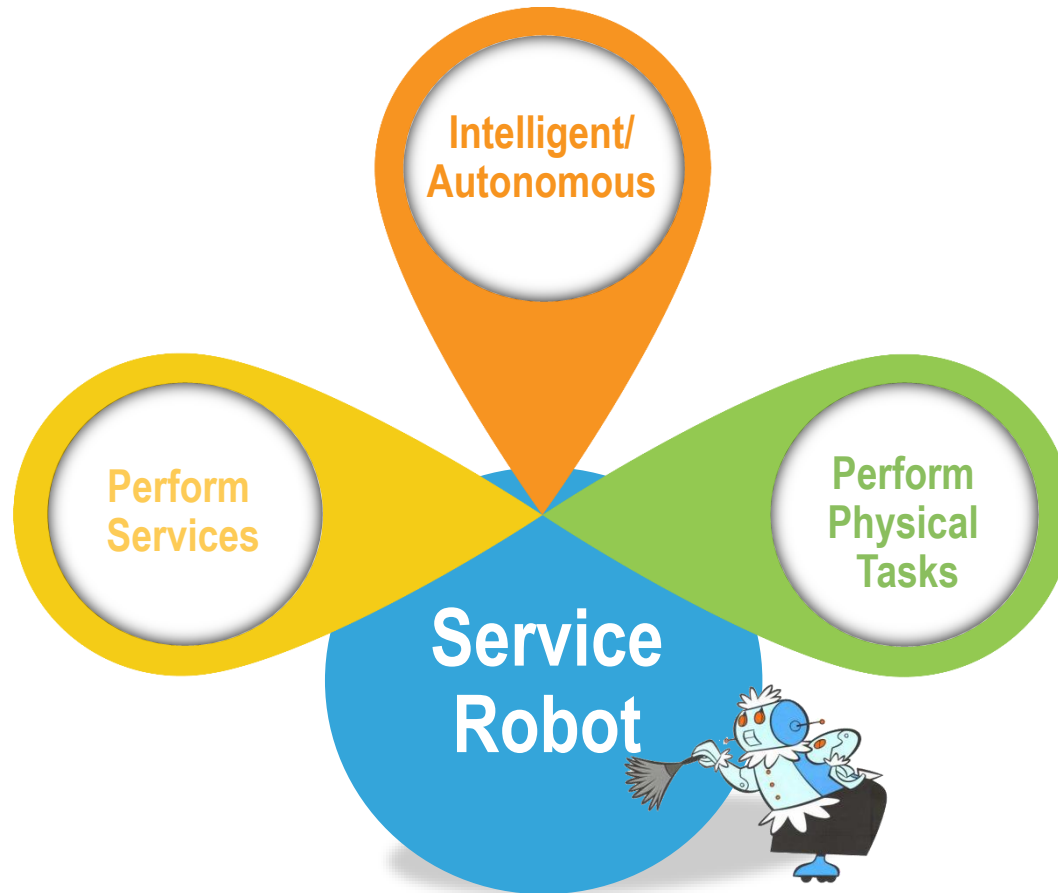 Intelligent/
Autonomous
Perform
Services
Perform
Physical
Tasks
Service
Robot